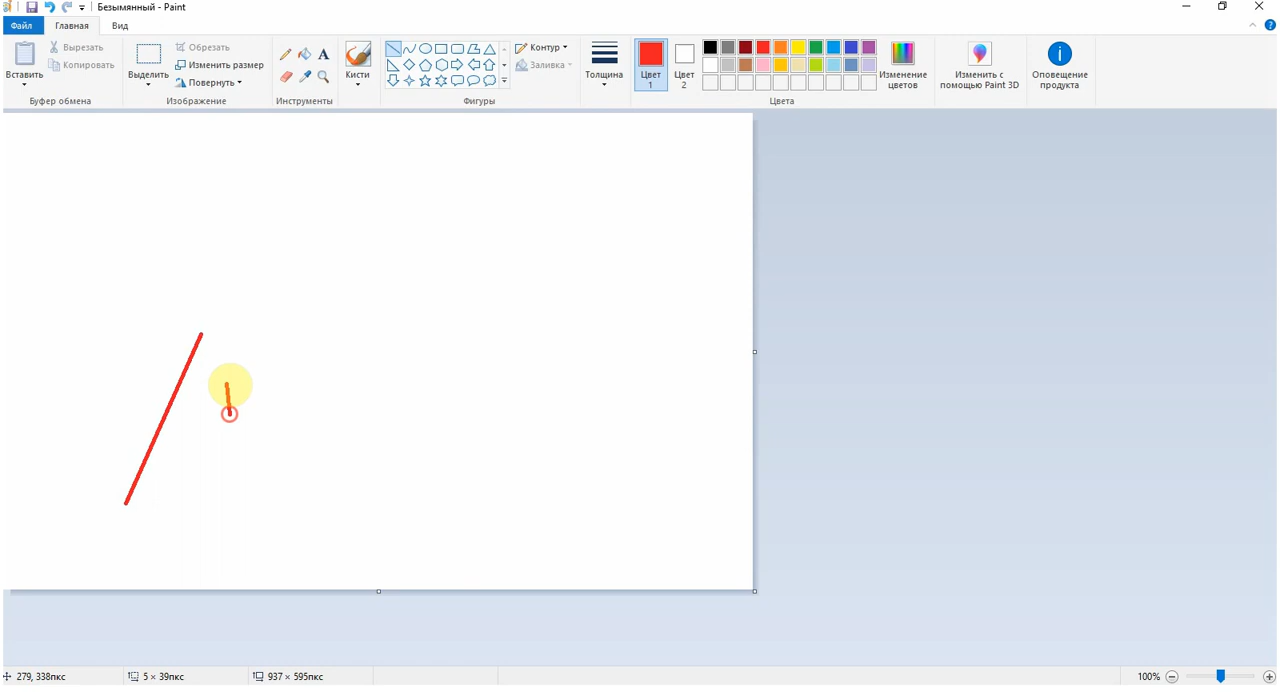 Безымянный - Paint
Файл Главная Вид
Вставить
Вырезать
Копировать
Буфер обмена
Выделить
Обрезать
Изменить размер
Повернуть
Изображение
A
Инструменты
Кисти
Контур
Заливка
Фигуры
Толщина
Цвет
1
Цвет
2
Изменение
цветов
Цвета
Изменить с
помощью Paint 3D
Оповещение
продукта
279, 338пкс 5 × 39пкс 937 × 595пкс 100%